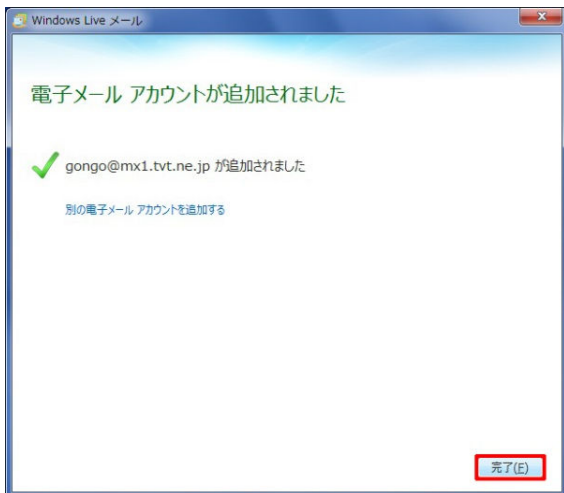 Windows Live メール
電子メール アカウントが追加されました
gongo@mx1.tvt.ne.jp が追加されました
別の電子メール アカウントを追加する
完了(F)